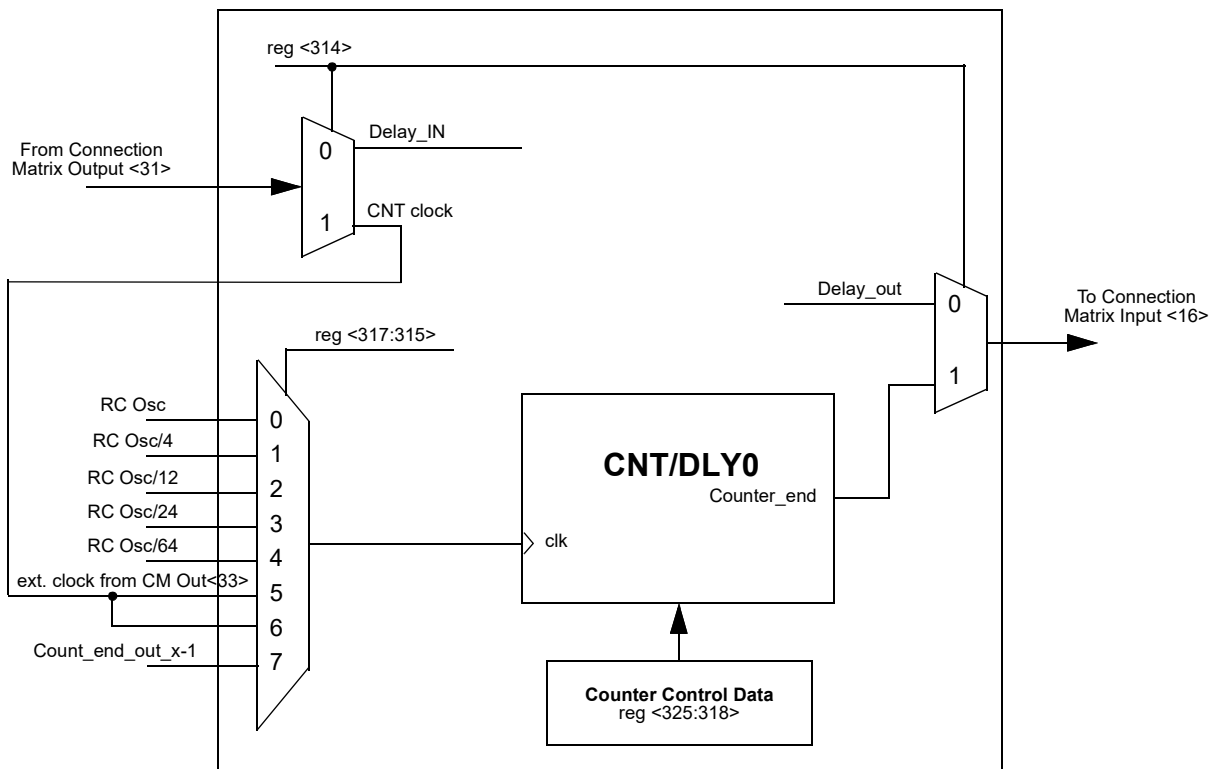 reg <314>
From Connection
Matrix Output <31>
0
Delay_IN
1
CNT clock
Delay_out
0
To Connection
Matrix Input <16>
1
reg <317:315>
RC Osc
0
RC Osc/4
1
RC Osc/12
2
RC Osc/24
3
RC Osc/64
4
ext. clock from CM Out<33>
5
6
Count_end_out_x-1
7
CNT/DLY0
Counter_end
clk
Counter Control Data
reg <325:318>